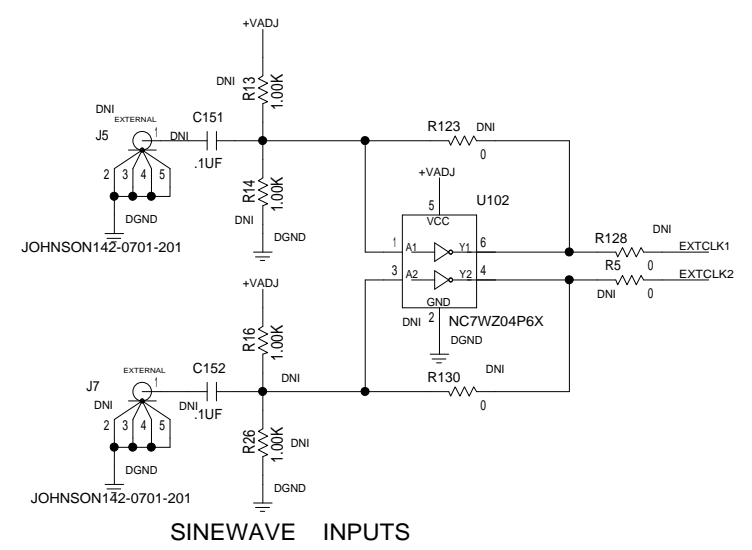 +VADJ
DNI
R13
1.00K
DNI
EXTERNAL
J5
1
DNI
C151
.1UF
2 3 4 5
DGND
JOHNSON142-0701-201
R14
1.00K
DNI
DGND
R123
DNI
0
+VADJ
U102
5
VCC
1
A1
Y1
6
3
A2
Y2
4
GND
DNI
2
NC7WZ04P6X
DGND
R128
DNI
0
EXTCLK1
R5
DNI
0
EXTCLK2
+VADJ
R16
1.00K
J7
EXTERNAL
1
DNI
DNI
C152
.1UF
DNI
2 3 4 5
DGND
JOHNSON142-0701-201
R26
1.00K
DNI
DGND
R130
DNI
0
SINEWAVE INPUTS